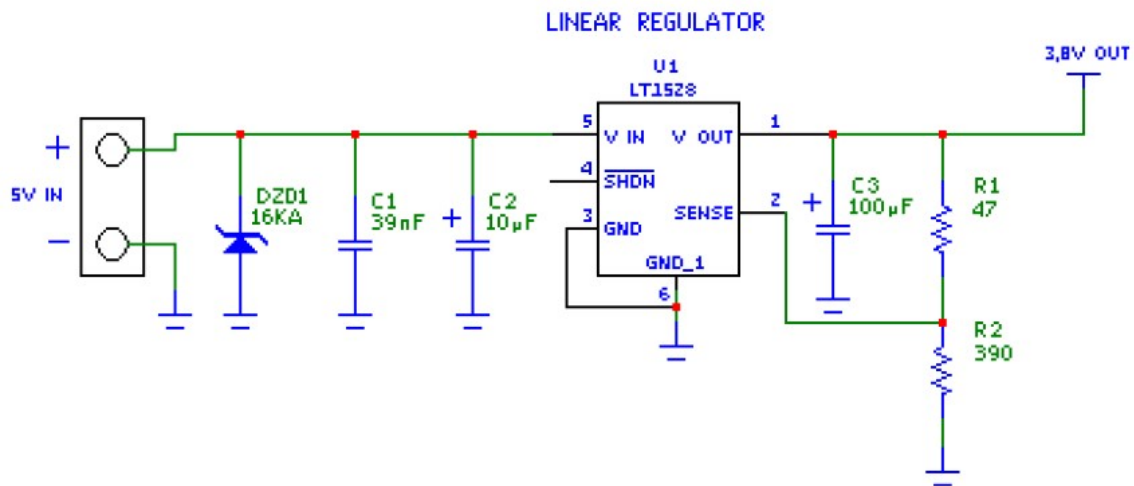 LINEAR REGULATOR
3,8V OUT
U1
LT1528
+
5V IN
-
DZD1
16KA
C1
39nF
+
C2
10µF
5
V IN
V OUT
1
4
SHDN
3
GND
SENSE
2
GND_1
6
+
C3
100µF
R1
47
R2
390